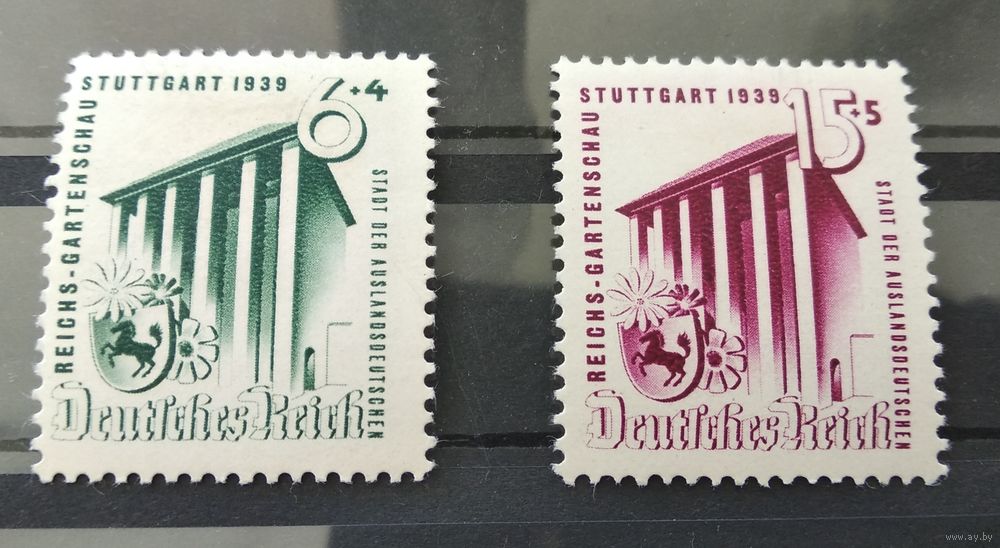 STUTTGART 1939
6+4
REICHS-GARTENSCHAU
STADT DER AUSLANDSDEUTSCHEN
Deutsches Reich
STUTTGART 1939
15+5
REICHS-GARTENSCHAU
STADT DER AUSLANDSDEUTSCHEN
Deutsches Reich
www.ay.by